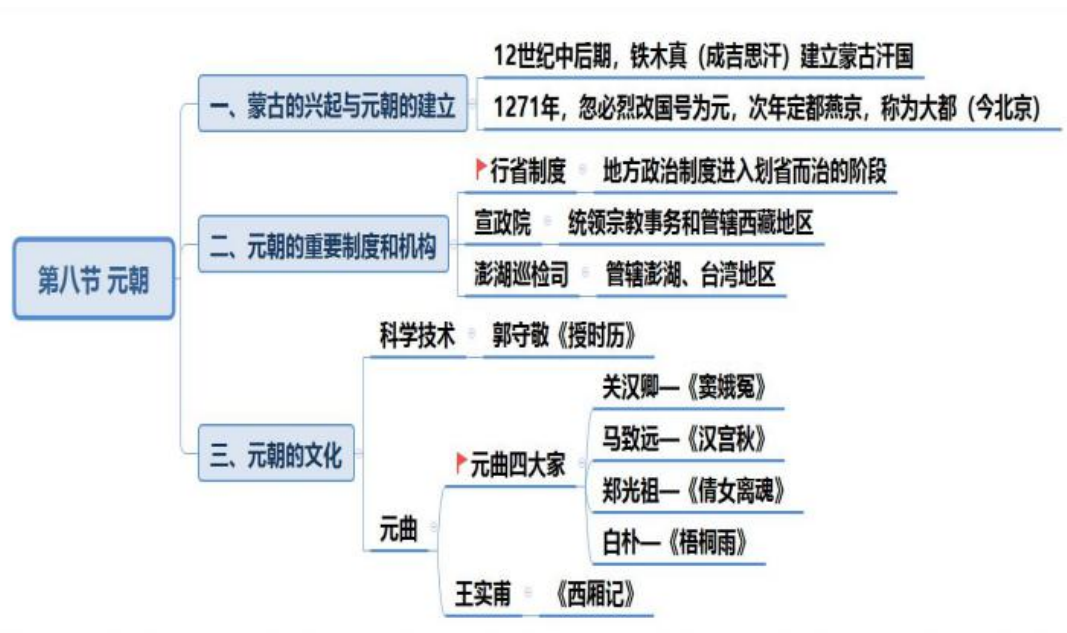 第八节 元朝
一、蒙古的兴起与元朝的建立
12世纪中后期，铁木真（成吉思汗）建立蒙古汗国
1271年，忽必烈改国号为元，次年定都燕京，称为大都（今北京）
二、元朝的重要制度和机构
行省制度
地方政治制度进入划省而治的阶段
宣政院
统领宗教事务和管辖西藏地区
澎湖巡检司
管辖澎湖、台湾地区
三、元朝的文化
科学技术
郭守敬《授时历》
元曲
元曲四大家
关汉卿—《窦娥冤》
马致远—《汉宫秋》
郑光祖—《倩女离魂》
白朴—《梧桐雨》
王实甫
《西厢记》